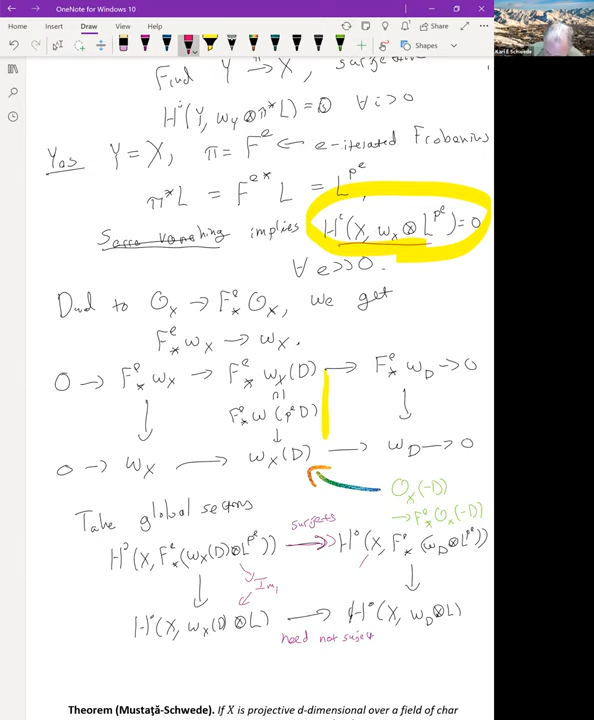 OneNote for Windows 10
Home Insert Draw View Help Share
Shapes
Karl E Schwede
Find Y →^π X, surjective
H^i(Y, ω_Y ⊗ π^*L) = 0 ∀ i > 0
Yes Y = X, π = F^e ← e-iterated Frobenius
π^*L = F^{e*} L = L^{p^e},
Serre vanishing implies H^i(X, ω_X ⊗ L^{p^e}) = 0
∀ e >> 0.
Dual to O_X → F^e_* O_X, we get
F^e_* ω_X → ω_X.
0 → F^e_* ω_X → F^e_* ω_X(D) → F^e_* ω_D → 0
F^e_* ω(p^e D)
0 → ω_X → ω_X(D) → ω_D → 0
O_X(-D)
→ F^e_* O_X(-D)
Take global sections
surjects
H^0(X, F^e_*(ω_X(D) ⊗ L^{p^e})) → H^0(X, F^e_*(ω_D ⊗ L^{p^e}))
Im,
H^0(X, ω_X(D) ⊗ L) → H^0(X, ω_D ⊗ L)
need not suject
Theorem (Mustaţă-Schwede). If X is projective d-dimensional over a field of char